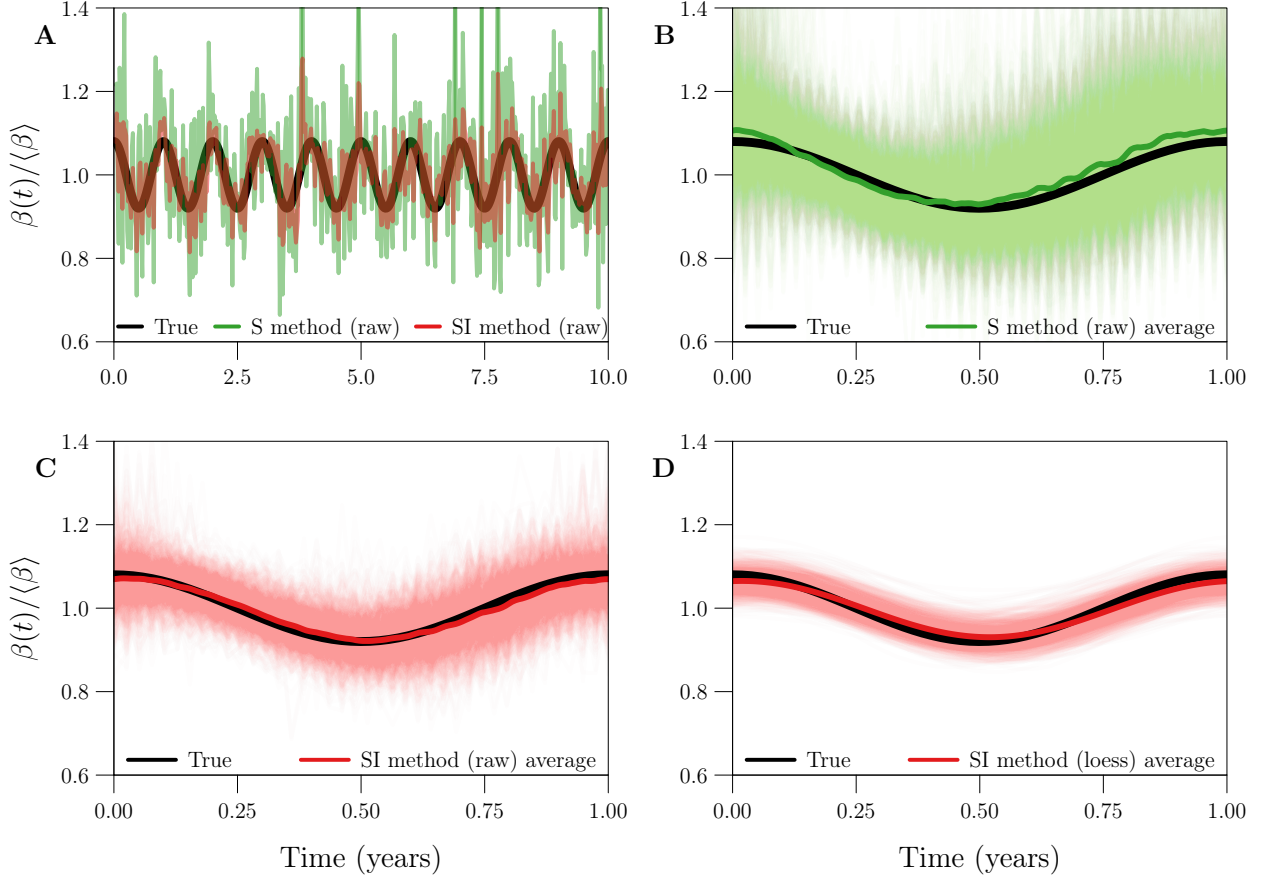 A
β(t)/⟨β⟩
1.4
1.2
1.0
0.8
0.6
True
S method (raw)
SI method (raw)
0.0 2.5 5.0 7.5 10.0
B
1.4
1.2
1.0
0.8
0.6
True
S method (raw) average
0.00 0.25 0.50 0.75 1.00
C
β(t)/⟨β⟩
1.4
1.2
1.0
0.8
0.6
True
SI method (raw) average
0.00 0.25 0.50 0.75 1.00
Time (years)
D
1.4
1.2
1.0
0.8
0.6
True
SI method (loess) average
0.00 0.25 0.50 0.75 1.00
Time (years)